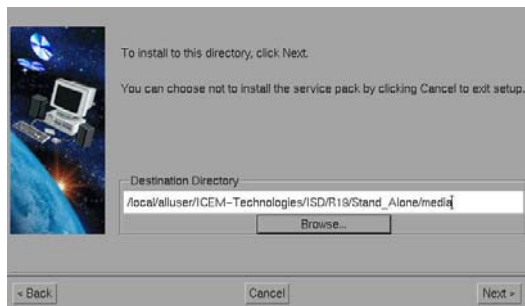 To install to this directory, click Next.
You can choose not to install the service pack by clicking Cancel to exit setup.
Destination Directory
/local/alluser/ICEM-Technologies/ISD/R19/Stand_Alone/media
Browse...
< Back
Cancel
Next >